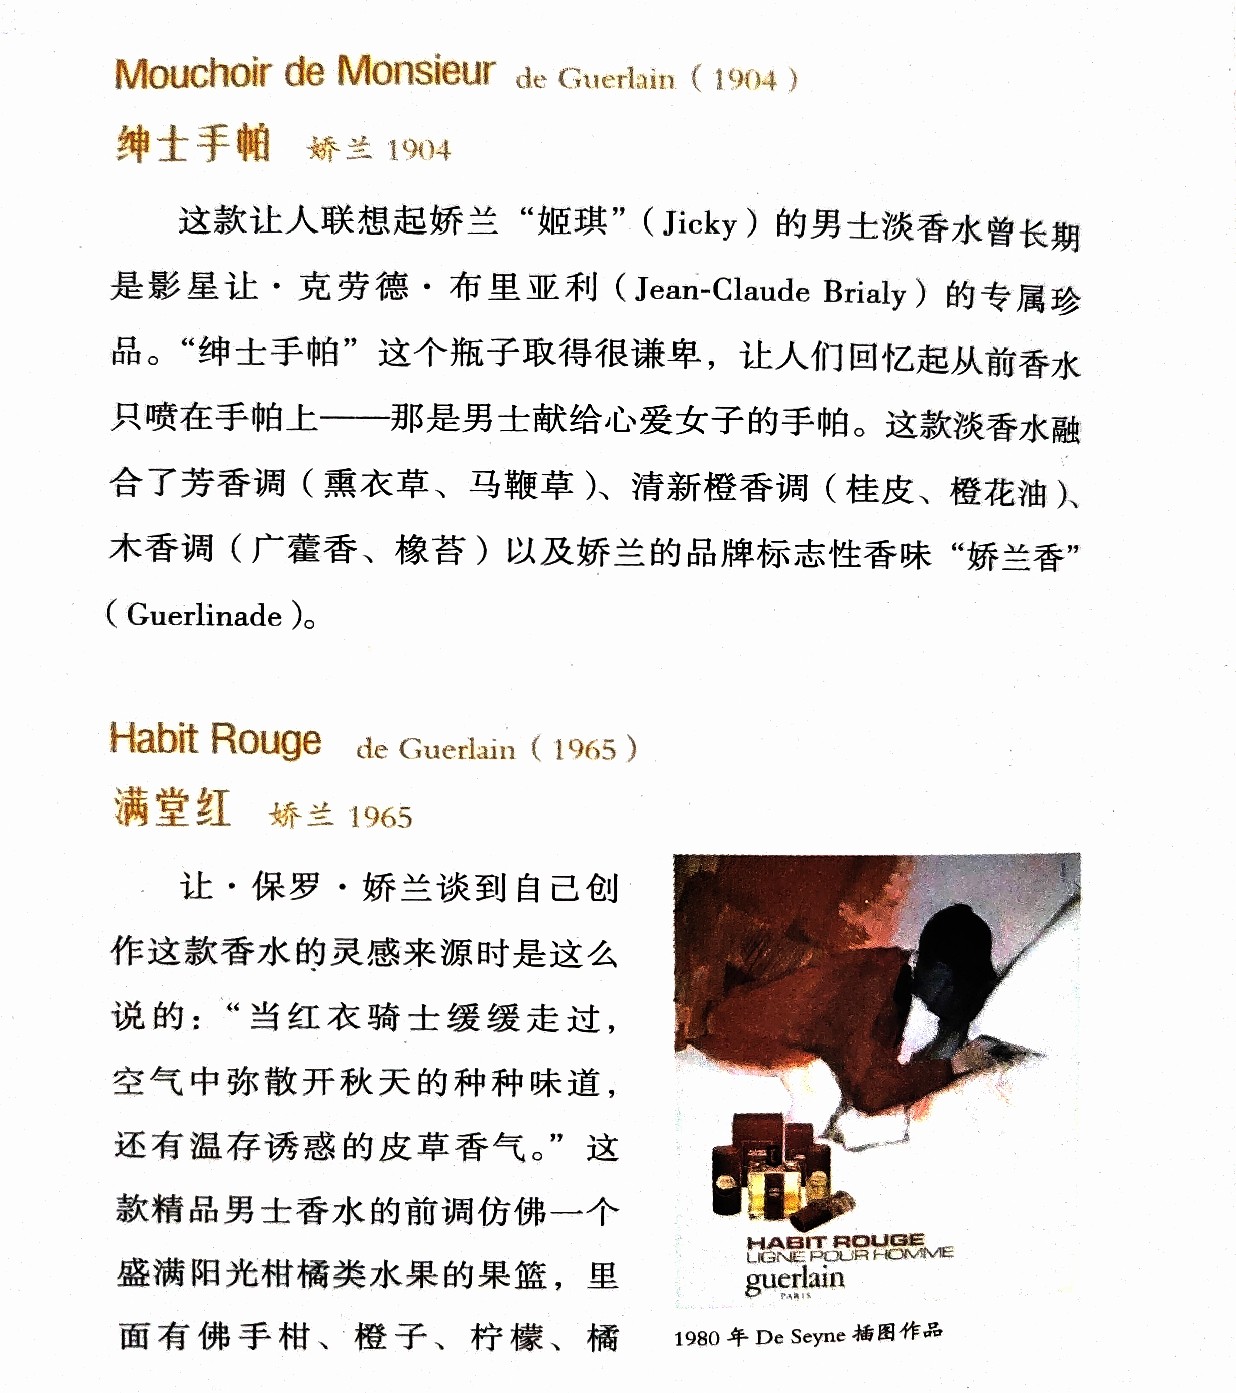 Mouchoir de Monsieur de Guerlain（1904）
绅士手帕 娇兰 1904
这款让人联想起娇兰“姬琪”（Jicky）的男士淡香水曾长期
是影星让·克劳德·布里亚利（Jean-Claude Brialy）的专属珍
品。“绅士手帕”这个瓶子取得很谦卑，让人们回忆起从前香水
只喷在手帕上——那是男士献给心爱女子的手帕。这款淡香水融
合了芳香调（熏衣草、马鞭草）、清新橙香调（桂皮、橙花油）、
木香调（广藿香、橡苔）以及娇兰的品牌标志性香味“娇兰香”
（Guerlinade）。
Habit Rouge de Guerlain（1965）
满堂红 娇兰 1965
让·保罗·娇兰谈到自己创
作这款香水的灵感来源时是这么
说的：“当红衣骑士缓缓走过，
空气中弥散开秋天的种种味道，
还有温存诱惑的皮草香气。”这
款精品男士香水的前调仿佛一个
盛满阳光柑橘类水果的果篮，里
面有佛手柑、橙子、柠檬、橘
HABIT ROUGE
LIGNE POUR HOMME
guerlain
PARIS
1980 年 De Seyne 插图作品